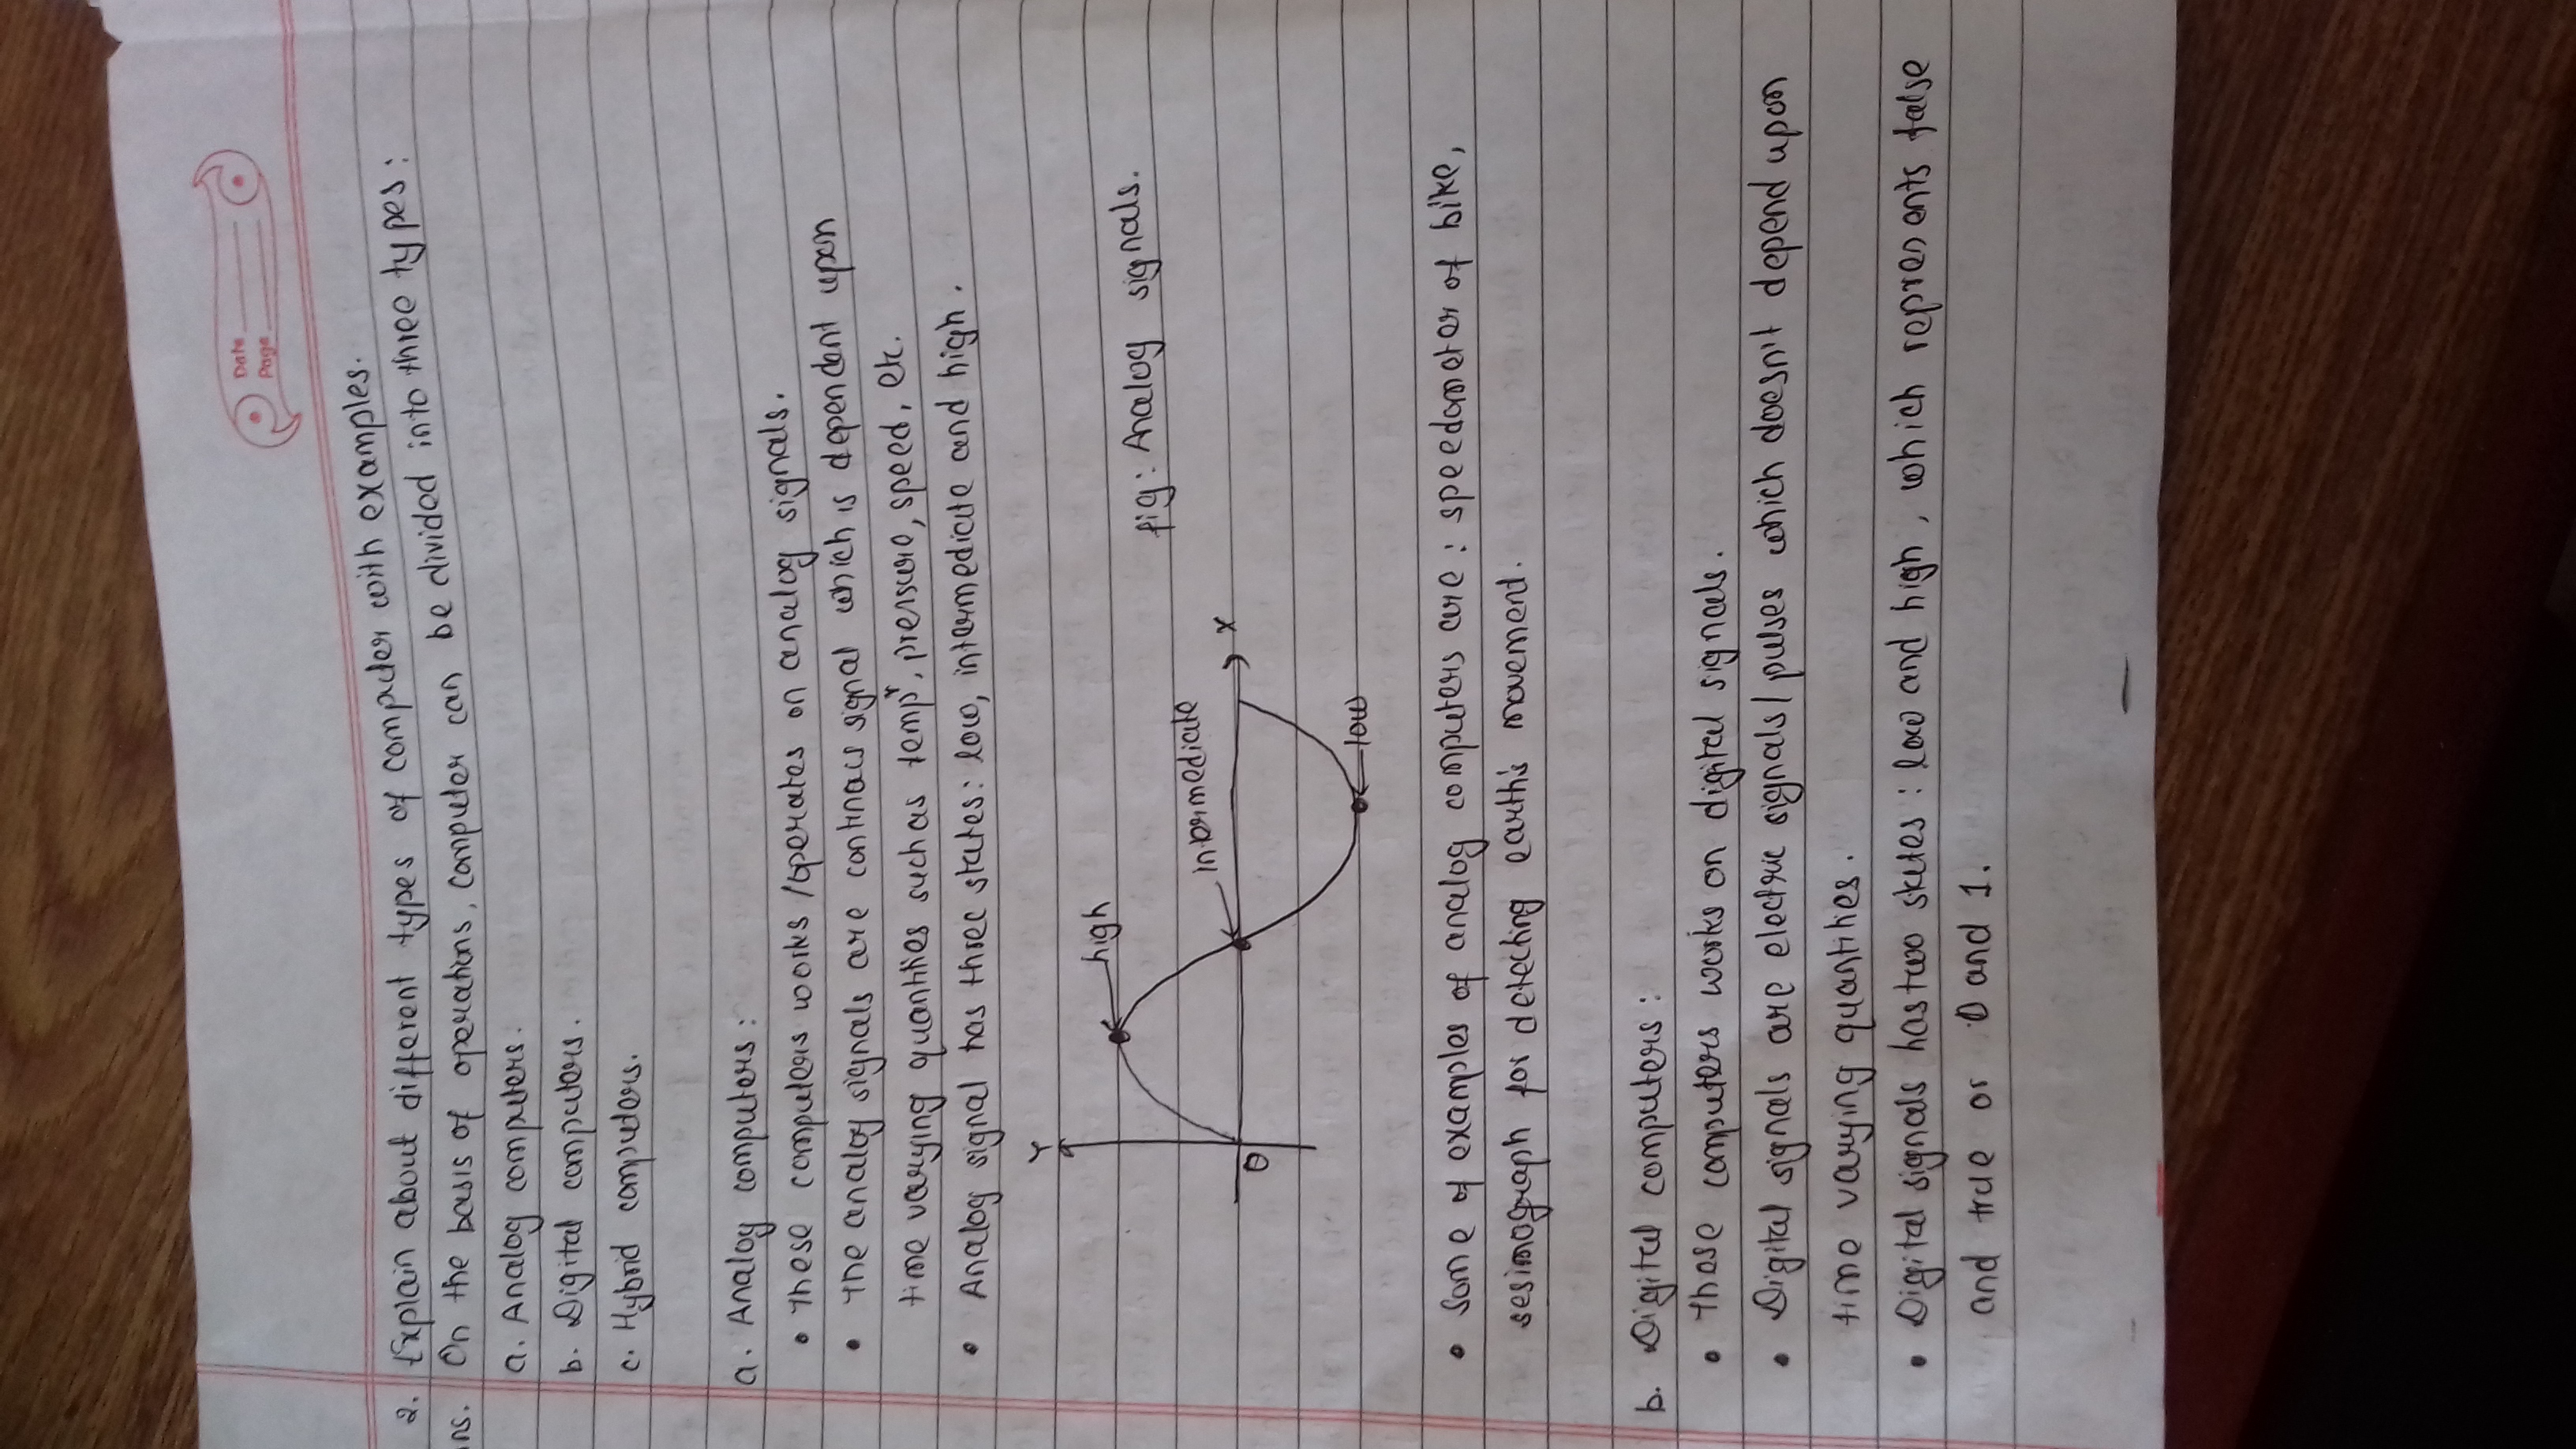 Date
Page
2. Explain about different types of computer with examples.
ns. On the basis of operations, computer can be divided into three types:
a. Analog computers.
b. Digital computers.
c. Hybrid computers.
a. Analog computers:
• These computers works / operates on analog signals.
• The analog signals are continacs signal which is dependent upon
time varying quantities such as tempʳ, pressure, speed, etc.
• Analog signal has three states: low, intermediate and high.
Y
high
fig: Analog signals.
intermediate
X
O
low
• Some of examples of analog computers are: speedometer of bike,
sesimograph for detecting earth's movement.
b. Digital computers:
• These computers works on digital signals.
• Digital signals are electric signals / pulses which doesn't depend upon
time varying quantities.
• Digital signals has two states: low and high, which represents false
and true or 0 and 1.